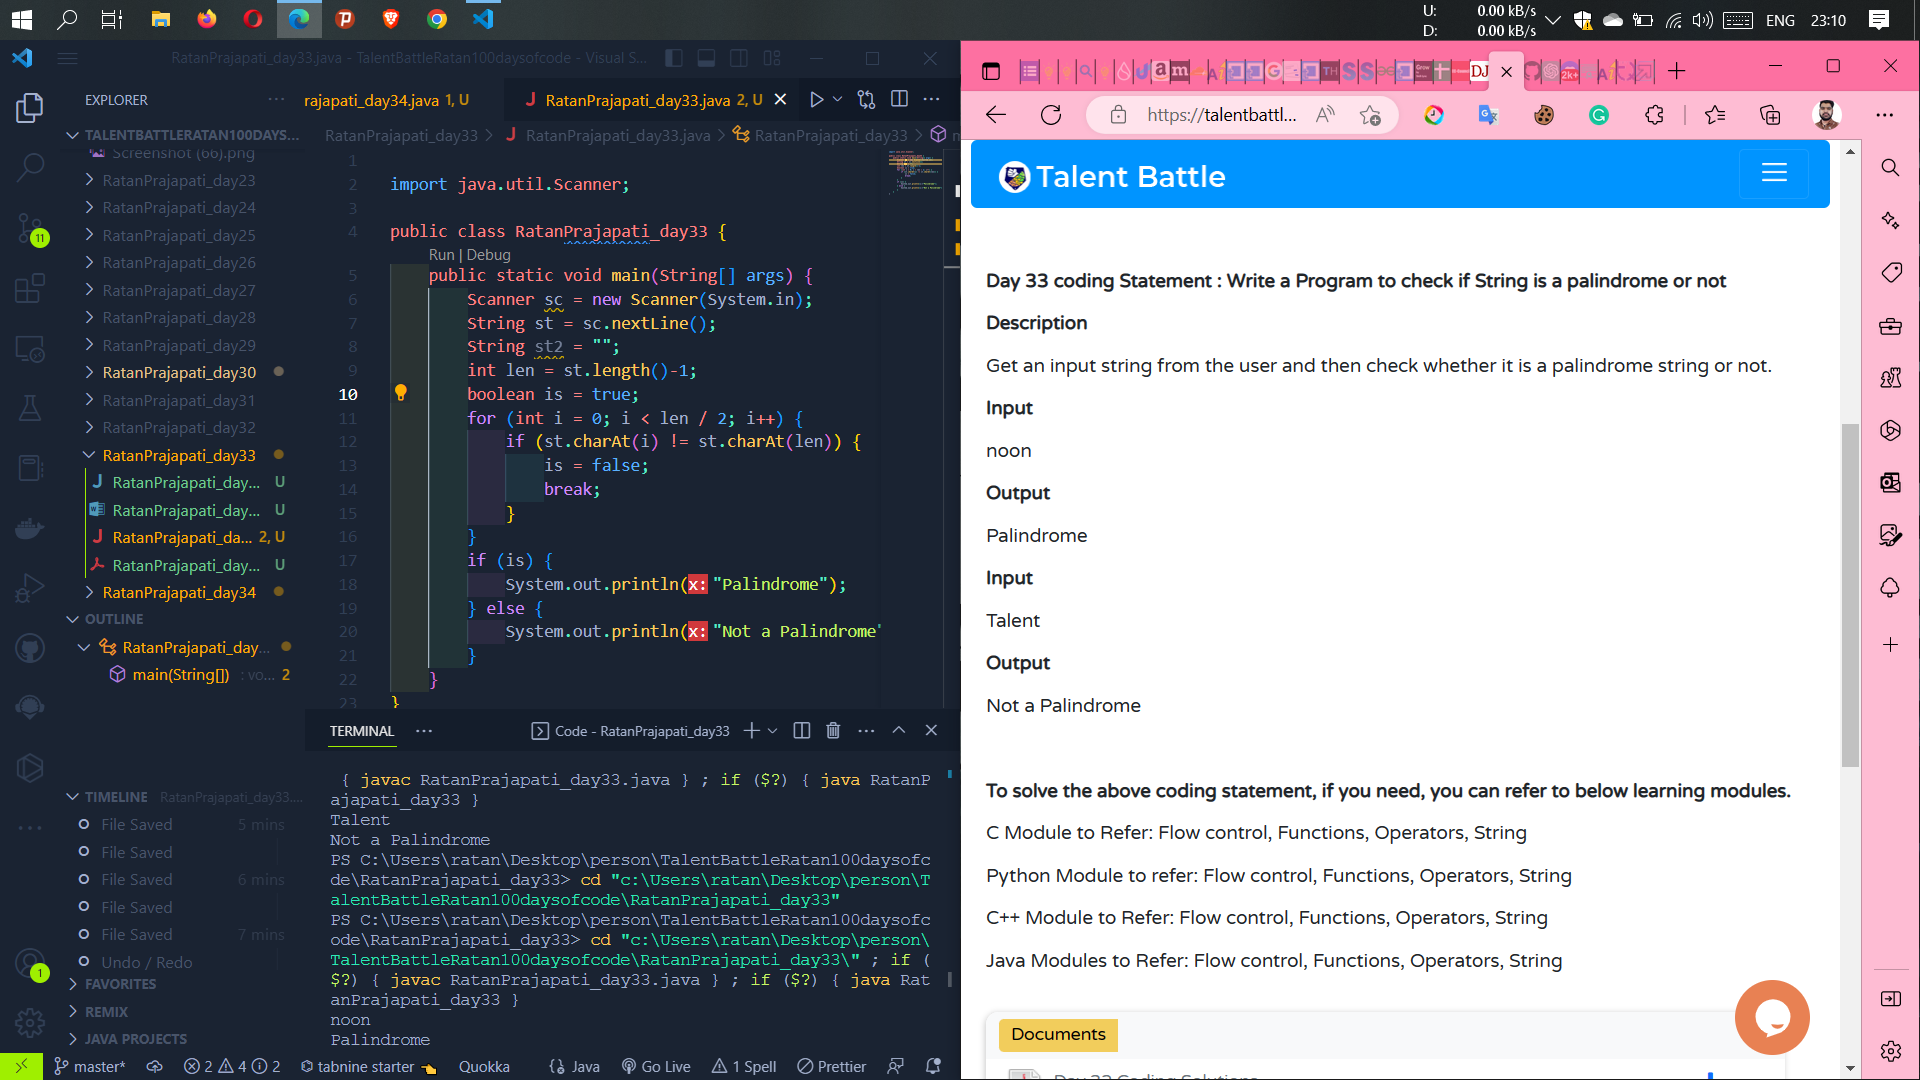 U: 0.00 kB/s
D: 0.00 kB/s
ENG 23:10
RatanPrajapati_day33.java - TalentBattleRatan100daysofcode - Visual S...
EXPLORER
TALENTBATTLERATAN100DAYS...
Screenshot (66).png
RatanPrajapati_day23
RatanPrajapati_day24
RatanPrajapati_day25
RatanPrajapati_day26
RatanPrajapati_day27
RatanPrajapati_day28
RatanPrajapati_day29
RatanPrajapati_day30
RatanPrajapati_day31
RatanPrajapati_day32
RatanPrajapati_day33
RatanPrajapati_day... U
RatanPrajapati_day... U
RatanPrajapati_da... 2, U
RatanPrajapati_day... U
RatanPrajapati_day34
OUTLINE
RatanPrajapati_day...
main(String[]) : vo... 2
TIMELINE RatanPrajapati_day33....
File Saved 5 mins
File Saved
File Saved 6 mins
File Saved
File Saved 7 mins
Undo / Redo
FAVORITES
REMIX
JAVA PROJECTS
11
1
rajapati_day34.java 1, U
RatanPrajapati_day33.java 2, U
RatanPrajapati_day33 > RatanPrajapati_day33.java > RatanPrajapati_day33 >
1
2 import java.util.Scanner;
3
4 public class RatanPrajapati_day33 {
Run | Debug
5 public static void main(String[] args) {
6 Scanner sc = new Scanner(System.in);
7 String st = sc.nextLine();
8 String st2 = "";
9 int len = st.length()-1;
10 boolean is = true;
11 for (int i = 0; i < len / 2; i++) {
12 if (st.charAt(i) != st.charAt(len)) {
13 is = false;
14 break;
15 }
16 }
17 if (is) {
18 System.out.println(x: "Palindrome");
19 } else {
20 System.out.println(x: "Not a Palindrome"
21 }
22 }
23 }
TERMINAL
Code - RatanPrajapati_day33
{ javac RatanPrajapati_day33.java } ; if ($?) { java RatanP
ajapati_day33 }
Talent
Not a Palindrome
PS C:\Users\ratan\Desktop\person\TalentBattleRatan100daysofc
de\RatanPrajapati_day33> cd "c:\Users\ratan\Desktop\person\T
alentBattleRatan100daysofcode\RatanPrajapati_day33"
PS C:\Users\ratan\Desktop\person\TalentBattleRatan100daysofc
ode\RatanPrajapati_day33> cd "c:\Users\ratan\Desktop\person\
TalentBattleRatan100daysofcode\RatanPrajapati_day33\" ; if (
$?) { javac RatanPrajapati_day33.java } ; if ($?) { java Rat
anPrajapati_day33 }
noon
Palindrome
master* 2 4 2 tabnine starter Quokka Java Go Live 1 Spell Prettier
https://talentbattl...
Talent Battle
Day 33 coding Statement : Write a Program to check if String is a palindrome or not
Description
Get an input string from the user and then check whether it is a palindrome string or not.
Input
noon
Output
Palindrome
Input
Talent
Output
Not a Palindrome
To solve the above coding statement, if you need, you can refer to below learning modules.
C Module to Refer: Flow control, Functions, Operators, String
Python Module to refer: Flow control, Functions, Operators, String
C++ Module to Refer: Flow control, Functions, Operators, String
Java Modules to Refer: Flow control, Functions, Operators, String
Documents
Day 33 Coding Solutions